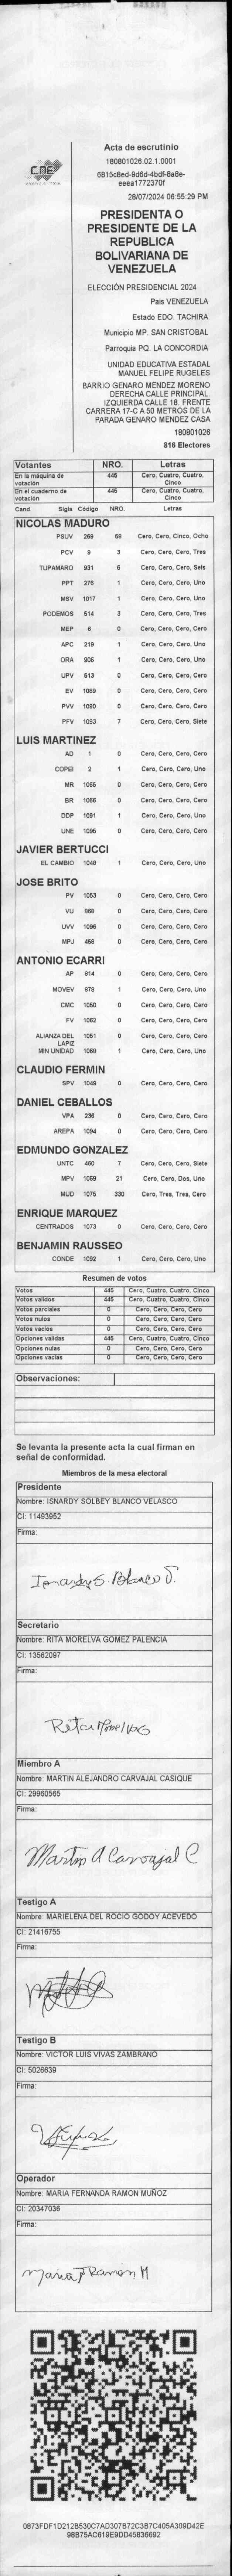 CNE
Acta de escrutinio
180801026.02.1.0001
6815c8ed-9d6d-4bdf-8a8e-
eeea1772370f
28/07/2024 06:55:29 PM
PRESIDENTA O
PRESIDENTE DE LA
REPUBLICA
BOLIVARIANA DE
VENEZUELA
ELECCIÓN PRESIDENCIAL 2024
Pais VENEZUELA
Estado EDO. TACHIRA
Municipio MP. SAN CRISTOBAL
Parroquia PQ. LA CONCORDIA
UNIDAD EDUCATIVA ESTADAL
MANUEL FELIPE RUGELES
BARRIO GENARO MENDEZ MORENO
DERECHA CALLE PRINCIPAL.
IZQUIERDA CALLE 18. FRENTE
CARRERA 17-C A 50 METROS DE LA
PARADA GENARO MENDEZ CASA
180801026
816 Electores
Votantes NRO. Letras
En la máquina de votación 445 Cero, Cuatro, Cuatro, Cinco
En el cuaderno de votación 445 Cero, Cuatro, Cuatro, Cinco
Cand. Sigla Código NRO. Letras
NICOLAS MADURO
PSUV 269 58 Cero, Cero, Cinco, Ocho
PCV 9 3 Cero, Cero, Cero, Tres
TUPAMARO 931 6 Cero, Cero, Cero, Seis
PPT 276 1 Cero, Cero, Cero, Uno
MSV 1017 1 Cero, Cero, Cero, Uno
PODEMOS 514 3 Cero, Cero, Cero, Tres
MEP 6 0 Cero, Cero, Cero, Cero
APC 219 1 Cero, Cero, Cero, Uno
ORA 906 1 Cero, Cero, Cero, Uno
UPV 513 0 Cero, Cero, Cero, Cero
EV 1089 0 Cero, Cero, Cero, Cero
PVV 1090 0 Cero, Cero, Cero, Cero
PFV 1093 7 Cero, Cero, Cero, Siete
LUIS MARTINEZ
AD 1 0 Cero, Cero, Cero, Cero
COPEI 2 1 Cero, Cero, Cero, Uno
MR 1065 0 Cero, Cero, Cero, Cero
BR 1066 0 Cero, Cero, Cero, Cero
DDP 1091 1 Cero, Cero, Cero, Uno
UNE 1095 0 Cero, Cero, Cero, Cero
JAVIER BERTUCCI
EL CAMBIO 1048 1 Cero, Cero, Cero, Uno
JOSE BRITO
PV 1053 0 Cero, Cero, Cero, Cero
VU 868 0 Cero, Cero, Cero, Cero
UVV 1096 0 Cero, Cero, Cero, Cero
MPJ 458 0 Cero, Cero, Cero, Cero
ANTONIO ECARRI
AP 814 0 Cero, Cero, Cero, Cero
MOVEV 878 1 Cero, Cero, Cero, Uno
CMC 1050 0 Cero, Cero, Cero, Cero
FV 1062 0 Cero, Cero, Cero, Cero
ALIANZA DEL LAPIZ 1051 0 Cero, Cero, Cero, Cero
MIN UNIDAD 1058 1 Cero, Cero, Cero, Uno
CLAUDIO FERMIN
SPV 1049 0 Cero, Cero, Cero, Cero
DANIEL CEBALLOS
VPA 236 0 Cero, Cero, Cero, Cero
AREPA 1094 0 Cero, Cero, Cero, Cero
EDMUNDO GONZALEZ
UNTC 460 7 Cero, Cero, Cero, Siete
MPV 1059 21 Cero, Cero, Dos, Uno
MUD 1075 330 Cero, Tres, Tres, Cero
ENRIQUE MARQUEZ
CENTRADOS 1073 0 Cero, Cero, Cero, Cero
BENJAMIN RAUSSEO
CONDE 1092 1 Cero, Cero, Cero, Uno
Resumen de votos
Votos 445 Cero, Cuatro, Cuatro, Cinco
Votos validos 445 Cero, Cuatro, Cuatro, Cinco
Votos parciales 0 Cero, Cero, Cero, Cero
Votos nulos 0 Cero, Cero, Cero, Cero
Votos vacios 0 Cero, Cero, Cero, Cero
Opciones validas 445 Cero, Cuatro, Cuatro, Cinco
Opciones nulas 0 Cero, Cero, Cero, Cero
Opciones vacías 0 Cero, Cero, Cero, Cero
Observaciones:
Se levanta la presente acta la cual firman en
señal de conformidad.
Miembros de la mesa electoral
Presidente
Nombre: ISNARDY SOLBEY BLANCO VELASCO
CI: 11493952
Firma:
Isnardy S. Blanco V.
Secretario
Nombre: RITA MORELVA GOMEZ PALENCIA
CI: 13562097
Firma:
Miembro A
Nombre: MARTIN ALEJANDRO CARVAJAL CASIQUE
CI: 29960565
Firma:
Martin A Carvajal C
Testigo A
Nombre: MARIELENA DEL ROCIO GODOY ACEVEDO
CI: 21416755
Firma:
Testigo B
Nombre: VICTOR LUIS VIVAS ZAMBRANO
CI: 5026639
Firma:
Operador
Nombre: MARIA FERNANDA RAMON MUÑOZ
CI: 20347036
Firma:
Maria F Ramon M
0873FDF1D212B530C7AD307B72C3B7C405A309D42E
98B75AC619E9DD45836692